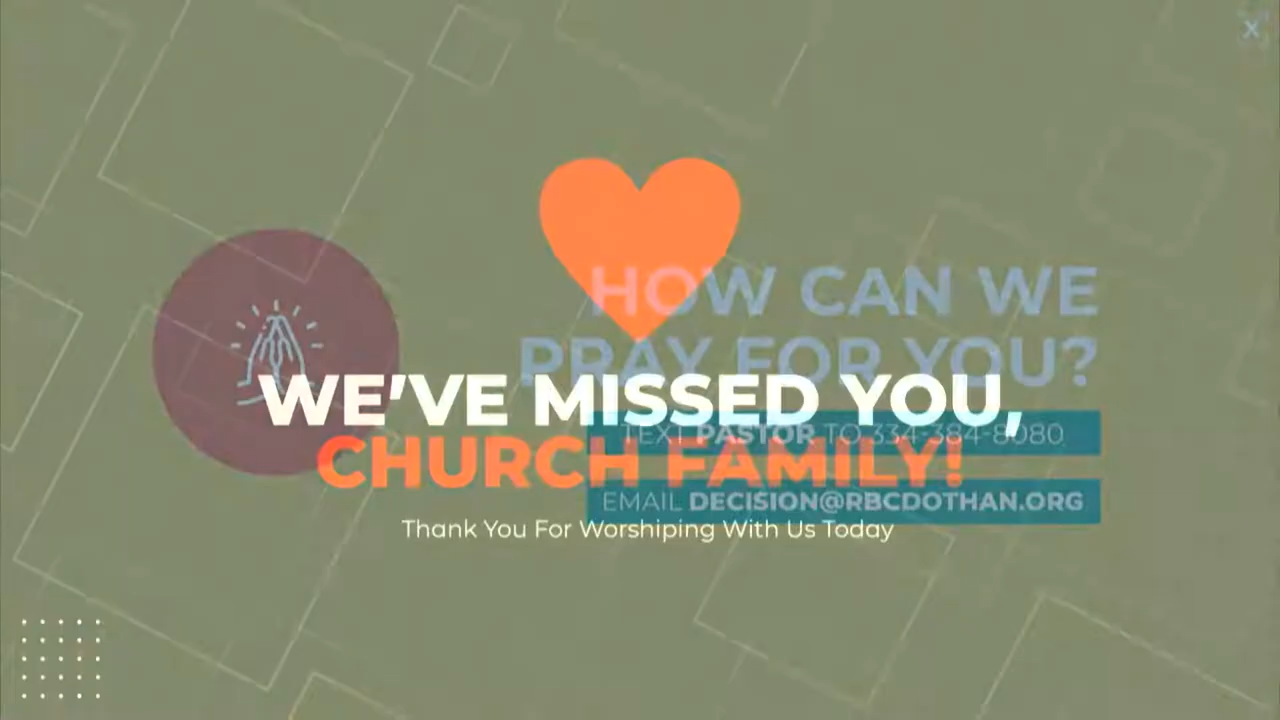 HOW CAN WE
PRAY FOR YOU?
WE'VE MISSED YOU,
TEXT PASTOR TO 334-384-8080
CHURCH FAMILY!
EMAIL DECISION@RBCDOTHAN.ORG
Thank You For Worshiping With Us Today